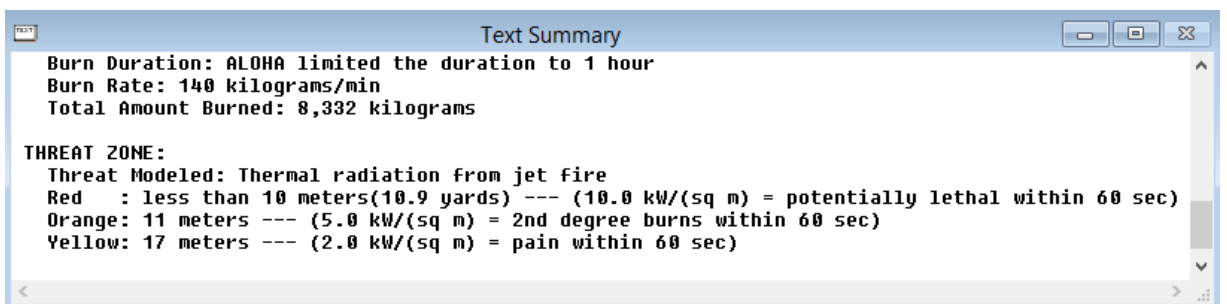 Text Summary
Burn Duration: ALOHA limited the duration to 1 hour
Burn Rate: 140 kilograms/min
Total Amount Burned: 8,332 kilograms
THREAT ZONE:
Threat Modeled: Thermal radiation from jet fire
Red   : less than 10 meters(10.9 yards) --- (10.0 kW/(sq m) = potentially lethal within 60 sec)
Orange: 11 meters --- (5.0 kW/(sq m) = 2nd degree burns within 60 sec)
Yellow: 17 meters --- (2.0 kW/(sq m) = pain within 60 sec)